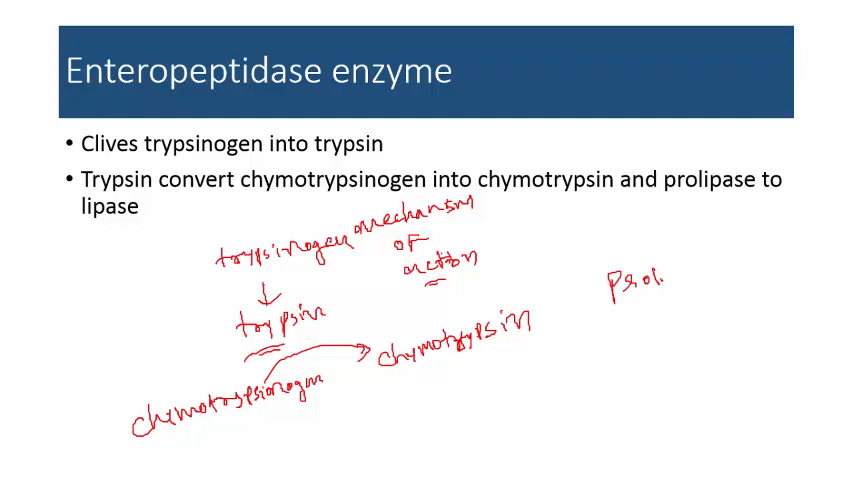 Enteropeptidase enzyme
• Clives trypsinogen into trypsin
• Trypsin convert chymotrypsinogen into chymotrypsin and prolipase to
lipase
trypsinogen mechanism
of
action
trypsin
chymotrypsin
chymotrypsinogen
prol